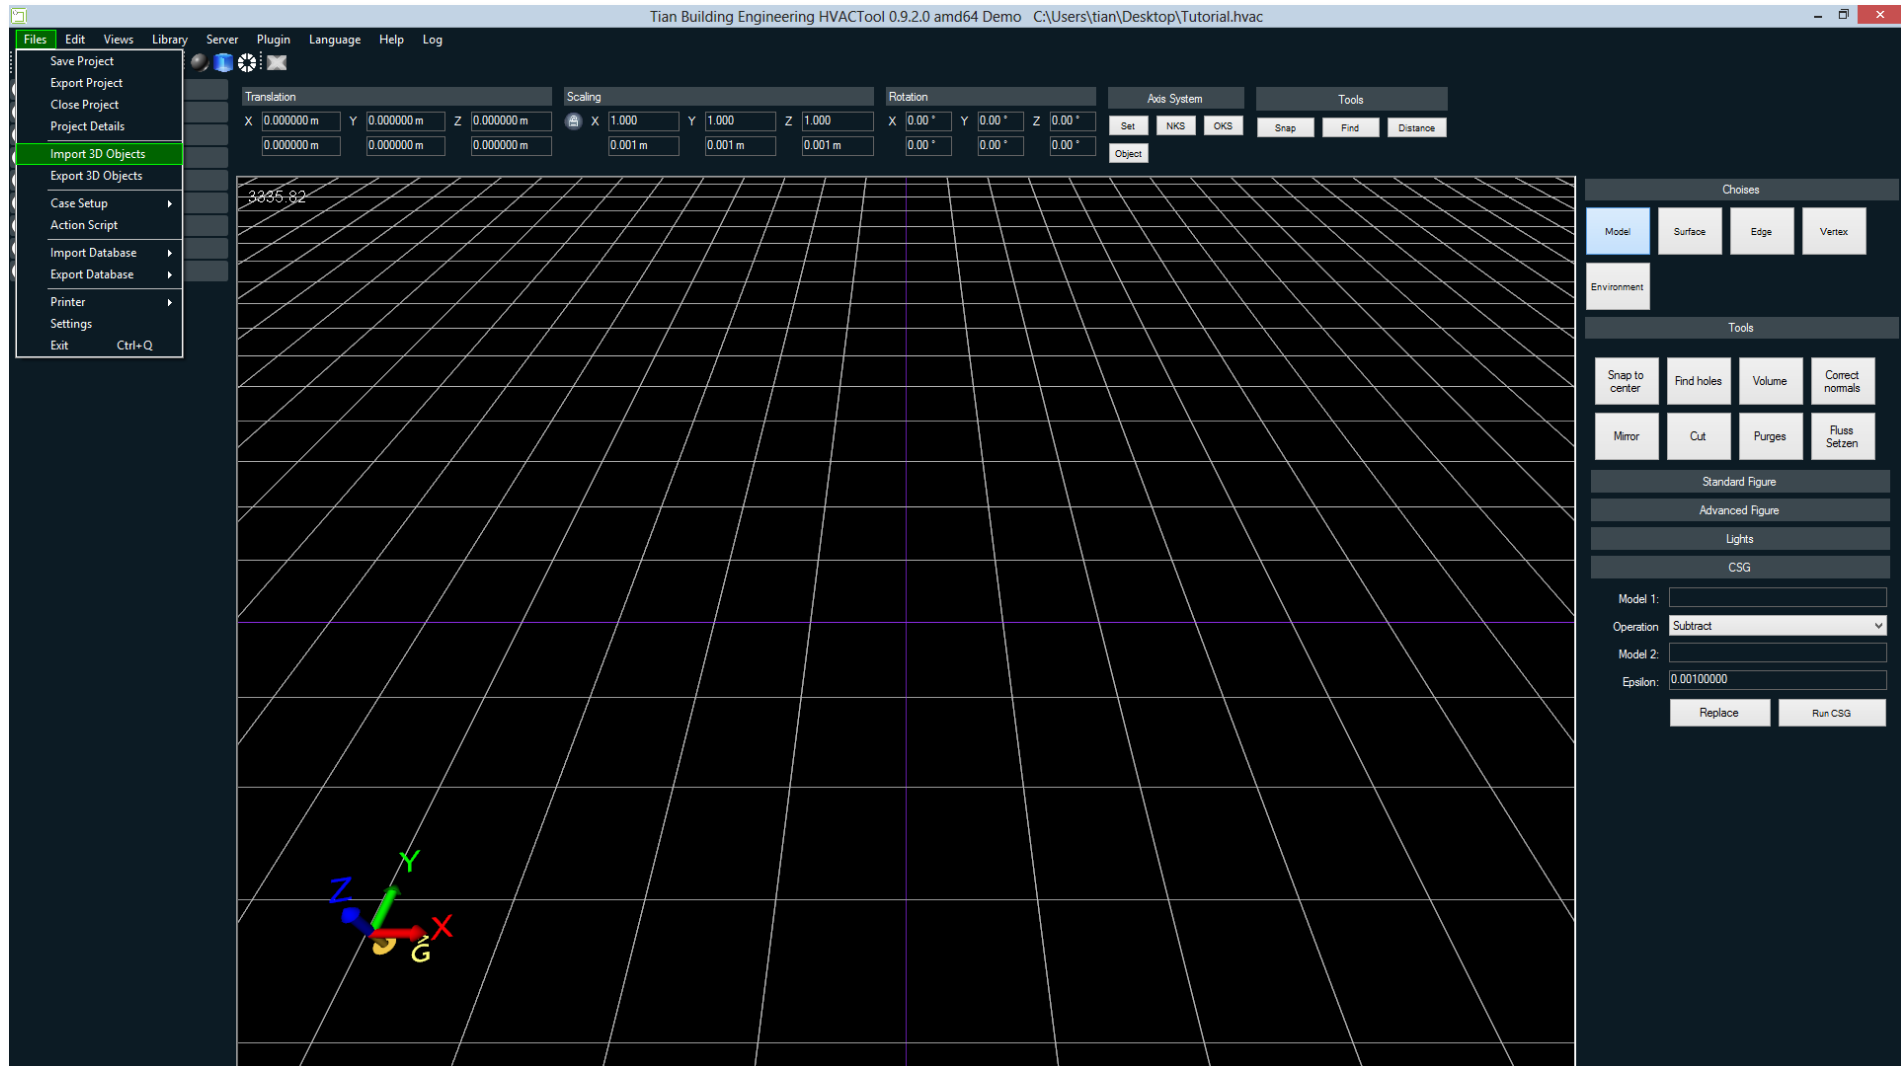 Tian Building Engineering HVACTool 0.9.2.0 amd64 Demo C:\Users\tian\Desktop\Tutorial.hvac
Files Edit Views Library Server Plugin Language Help Log
Save Project
Export Project
Close Project
Project Details
Import 3D Objects
Export 3D Objects
Case Setup
Action Script
Import Database
Export Database
Printer
Settings
Exit Ctrl+Q
Translation
X 0.000000 m Y 0.000000 m Z 0.000000 m
0.000000 m 0.000000 m 0.000000 m
Scaling
X 1.000 Y 1.000 Z 1.000
0.001 m 0.001 m 0.001 m
Rotation
X 0.00 ° Y 0.00 ° Z 0.00 °
0.00 ° 0.00 ° 0.00 °
Axis System
Set NKS OKS
Object
Tools
Snap Find Distance
3335.82
Y
Z
X
G
Choises
Model Surface Edge Vertex
Environment
Tools
Snap to center
Find holes
Volume
Correct normals
Mirror
Cut
Purges
Fluss Setzen
Standard Figure
Advanced Figure
Lights
CSG
Model 1:
Operation Subtract
Model 2:
Epsilon: 0.00100000
Replace Run CSG